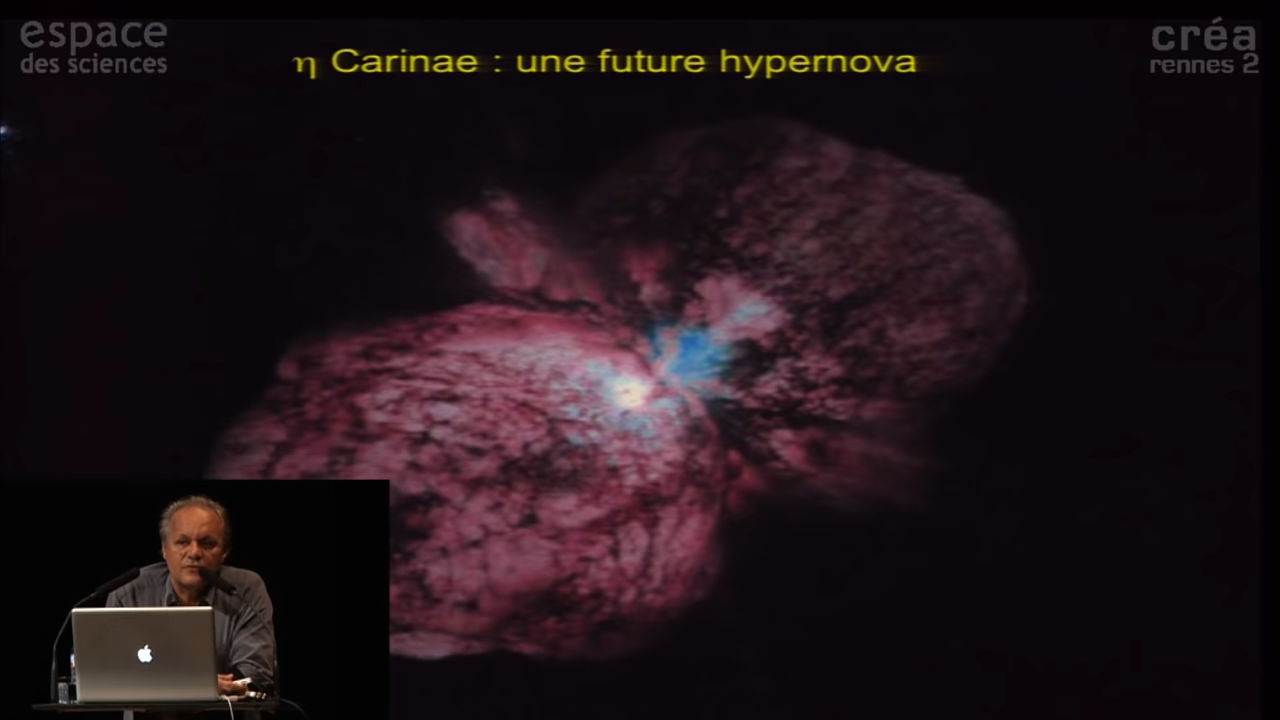 espace
des sciences
η Carinae : une future hypernova
créa
rennes 2